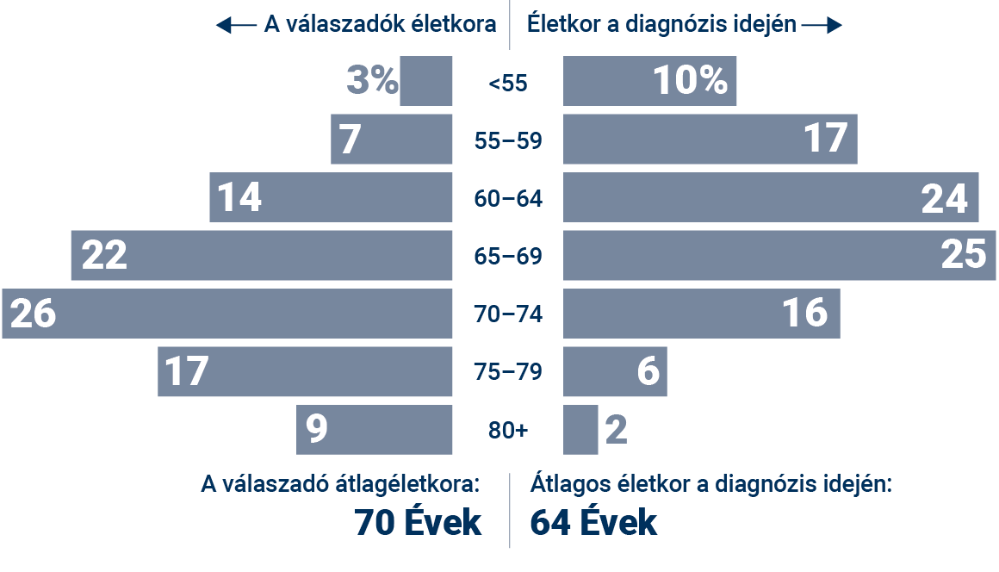 A válaszadók életkora
Életkor a diagnózis idején
3% <55 10%
7 55–59 17
14 60–64 24
22 65–69 25
26 70–74 16
17 75–79 6
9 80+ 2
A válaszadó átlagéletkora:
70 Évek
Átlagos életkor a diagnózis idején:
64 Évek